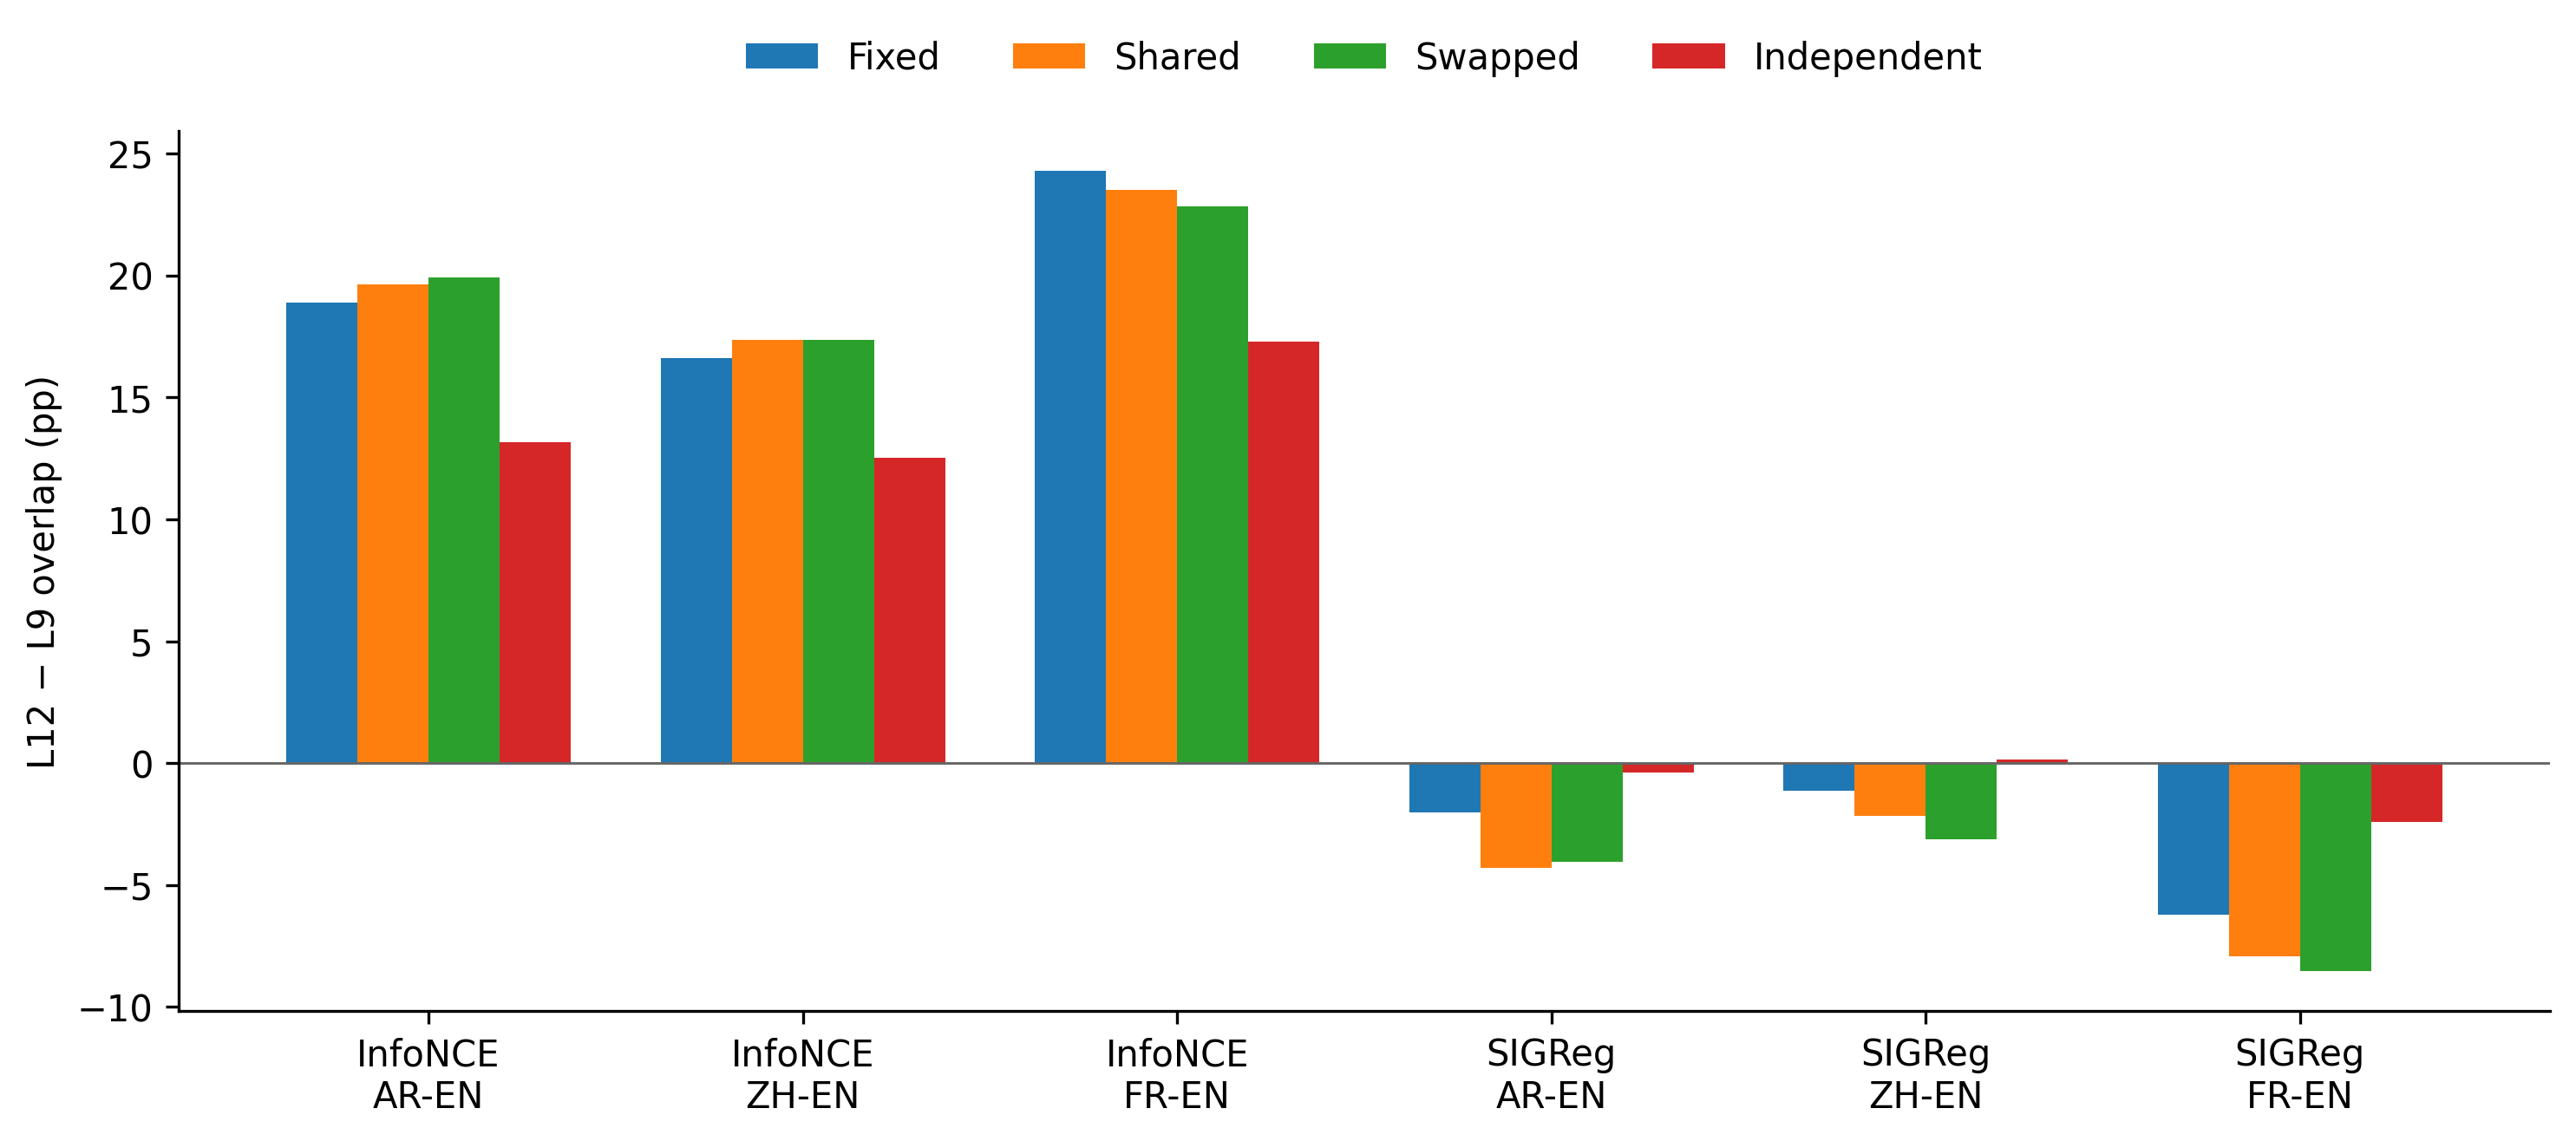 Fixed Shared Swapped Independent
L12 − L9 overlap (pp)
25
20
15
10
5
0
−5
−10
InfoNCE AR-EN
InfoNCE ZH-EN
InfoNCE FR-EN
SIGReg AR-EN
SIGReg ZH-EN
SIGReg FR-EN